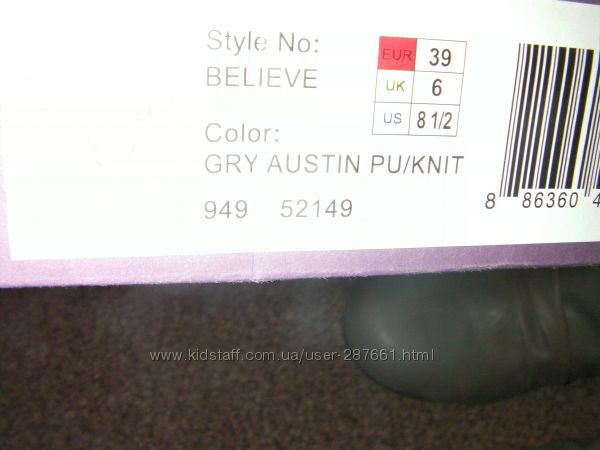 Style No:
BELIEVE
EUR 39
UK 6
US 8 1/2
Color:
GRY AUSTIN PU/KNIT
949 52149
8 86360 4
www.kidstaff.com.ua/user-287661.html